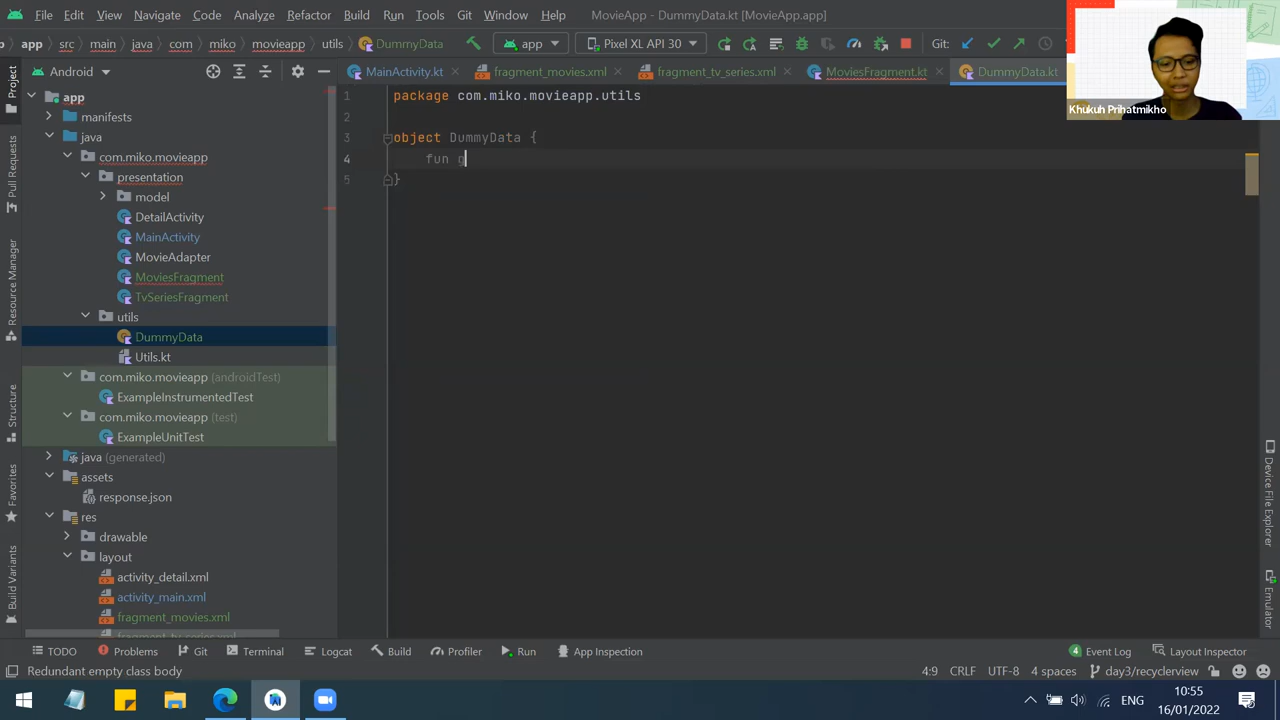 File Edit View Navigate Code Analyze Refactor Build Run Tools Git Window MovieApp - DummyData.kt [MovieApp.app]
app src main java com miko movieapp utils DummyData app Pixel API 30 Git:
Android
MainActivity.kt fragment_movies.xml fragment_tv_series.xml MoviesFragment.kt DummyData.kt
Khukuh Prihatmikho
Project
Pull Requests
Resource Manager
Structure
Favorites
Build Variants
app
manifests
java
com.miko.movieapp
presentation
model
DetailActivity
MainActivity
MovieAdapter
MoviesFragment
TvSeriesFragment
utils
DummyData
Utils.kt
com.miko.movieapp (androidTest)
ExampleInstrumentedTest
com.miko.movieapp (test)
ExampleUnitTest
java (generated)
assets
response.json
res
drawable
layout
activity_detail.xml
activity_main.xml
fragment_movies.xml
fragment_tv_series.xml
1 package com.miko.movieapp.utils
2
3 object DummyData {
4 fun g
5 }
Device File Explorer
Emulator
TODO Problems Git Terminal Logcat Build Profiler Run App Inspection 4 Event Log Layout Inspector
Redundant empty class body 4:9 CRLF UTF-8 4 spaces day3/recyclerview
ENG
10:55
16/01/2022